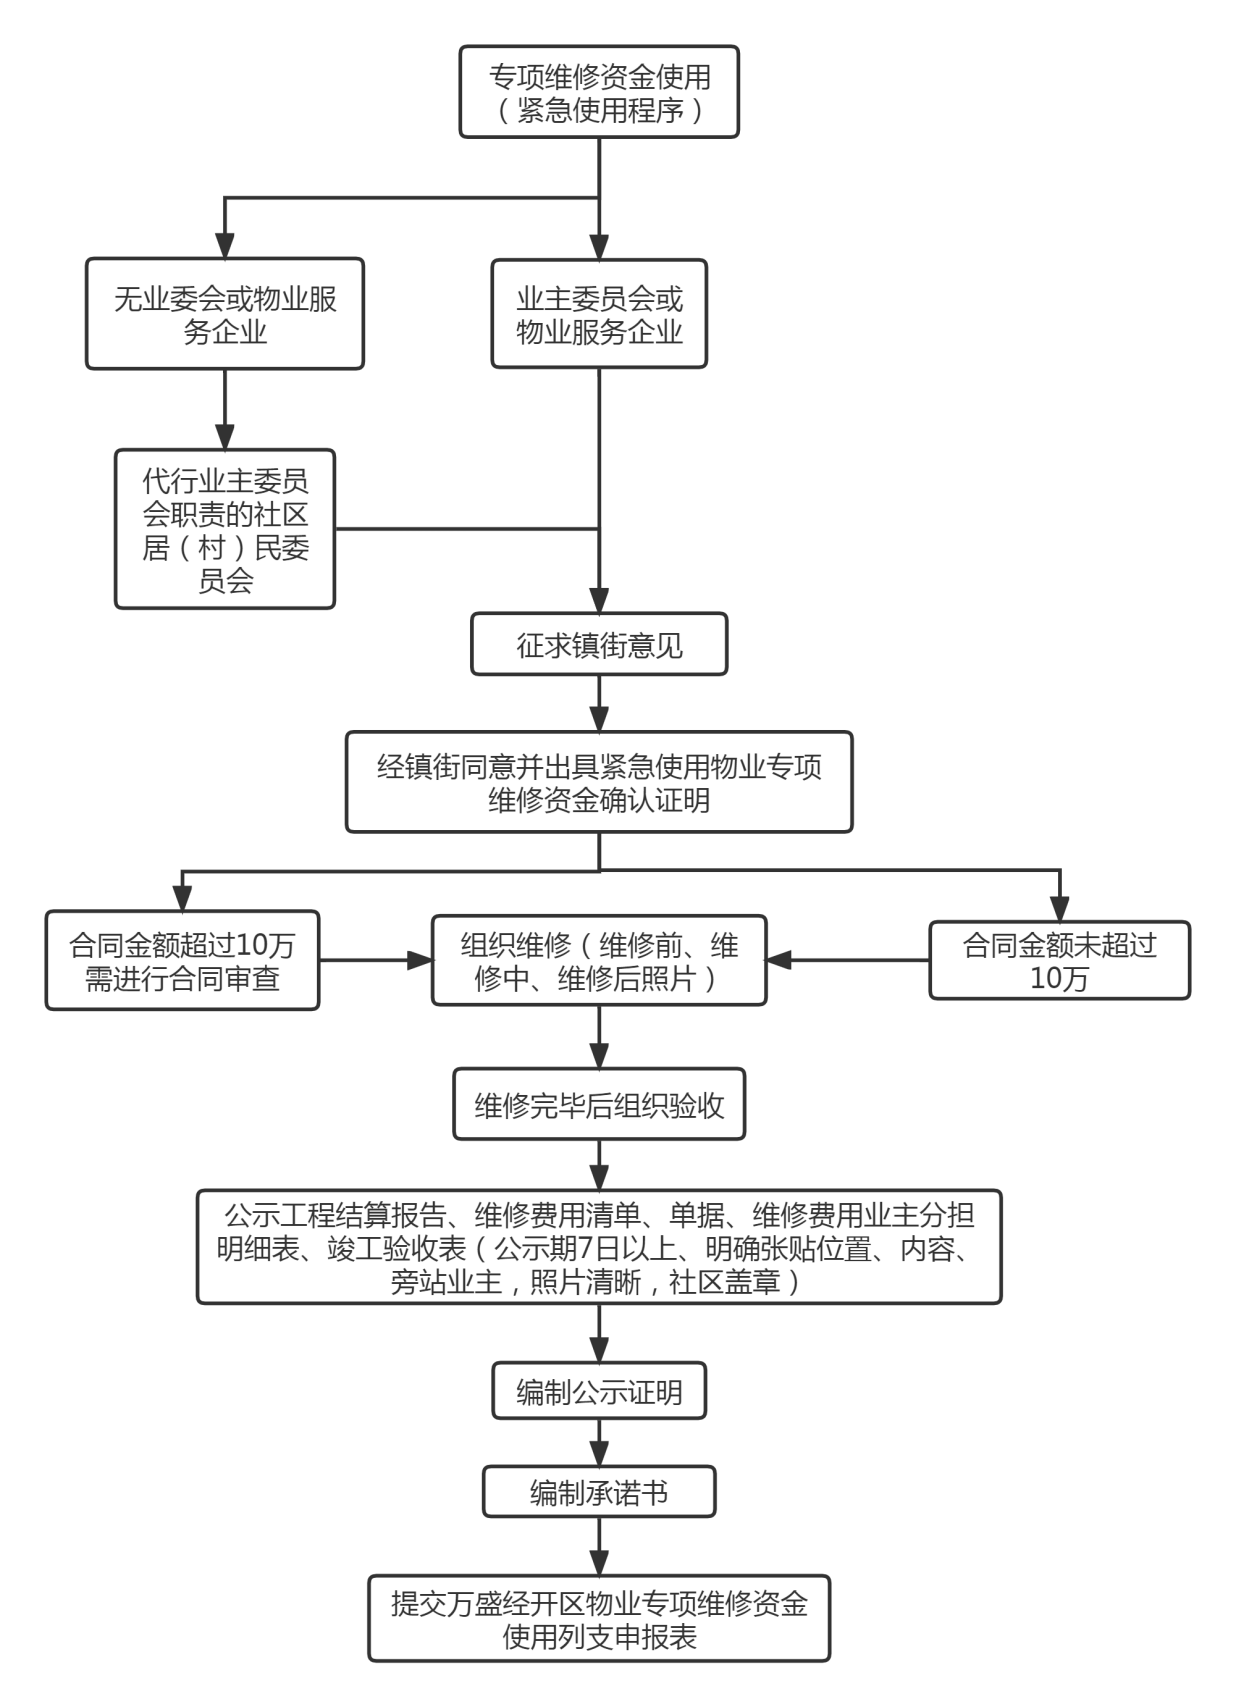 专项维修资金使用
（紧急使用程序）
无业委会或物业服
务企业
业主委员会或
物业服务企业
代行业主委员
会职责的社区
居（村）民委
员会
征求镇街意见
经镇街同意并出具紧急使用物业专项
维修资金确认证明
合同金额超过10万
需进行合同审查
组织维修（维修前、维
修中、维修后照片）
合同金额未超过
10万
维修完毕后组织验收
公示工程结算报告、维修费用清单、单据、维修费用业主分担
明细表、竣工验收表（公示期7日以上、明确张贴位置、内容、
旁站业主，照片清晰，社区盖章）
编制公示证明
编制承诺书
提交万盛经开区物业专项维修资金
使用列支申报表